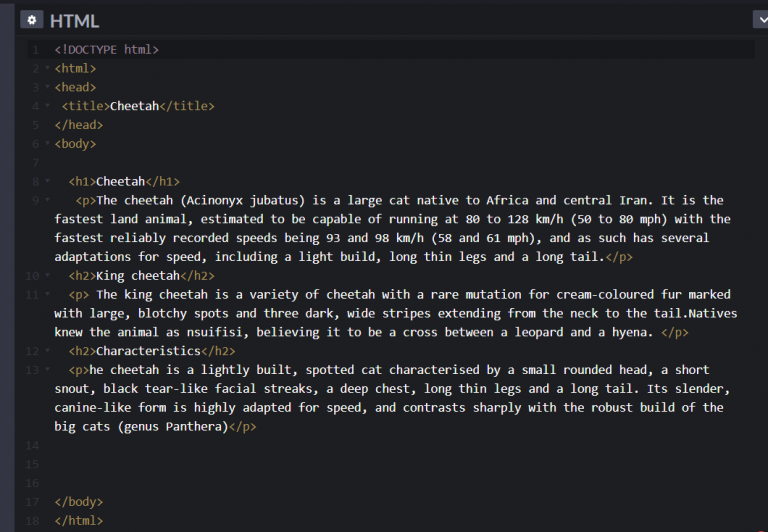 HTML
1 <!DOCTYPE html>
2 <html>
3 <head>
4 <title>Cheetah</title>
5 </head>
6 <body>
7
8 <h1>Cheetah</h1>
9 <p>The cheetah (Acinonyx jubatus) is a large cat native to Africa and central Iran. It is the
fastest land animal, estimated to be capable of running at 80 to 128 km/h (50 to 80 mph) with the
fastest reliably recorded speeds being 93 and 98 km/h (58 and 61 mph), and as such has several
adaptations for speed, including a light build, long thin legs and a long tail.</p>
10 <h2>King cheetah</h2>
11 <p> The king cheetah is a variety of cheetah with a rare mutation for cream-coloured fur marked
with large, blotchy spots and three dark, wide stripes extending from the neck to the tail.Natives
knew the animal as nsuifisi, believing it to be a cross between a leopard and a hyena. </p>
12 <h2>Characteristics</h2>
13 <p>he cheetah is a lightly built, spotted cat characterised by a small rounded head, a short
snout, black tear-like facial streaks, a deep chest, long thin legs and a long tail. Its slender,
canine-like form is highly adapted for speed, and contrasts sharply with the robust build of the
big cats (genus Panthera)</p>
14
15
16
17 </body>
18 </html>